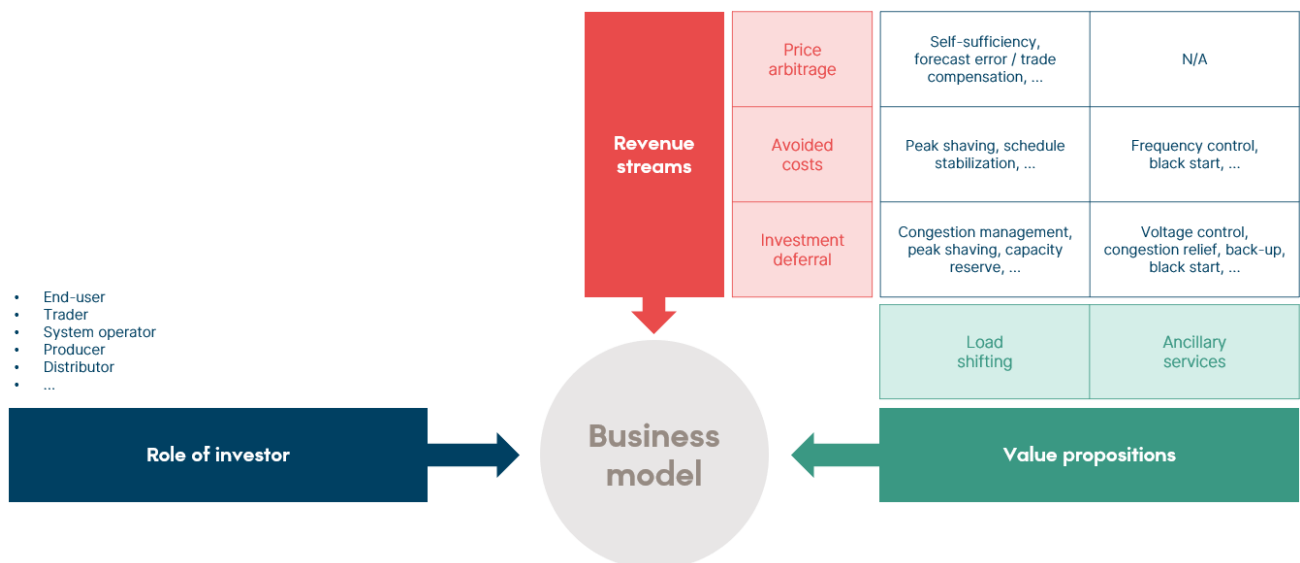 Revenue
streams
Price
arbitrage
Self-sufficiency,
forecast error / trade
compensation, ...
N/A
Avoided
costs
Peak shaving, schedule
stabilization, ...
Frequency control,
black start, ...
Investment
deferral
Congestion management,
peak shaving, capacity
reserve, ...
Voltage control,
congestion relief, back-up,
black start, ...
• End-user
• Trader
• System operator
• Producer
• Distributor
• ...
Load
shifting
Ancillary
services
Role of investor
Business
model
Value propositions